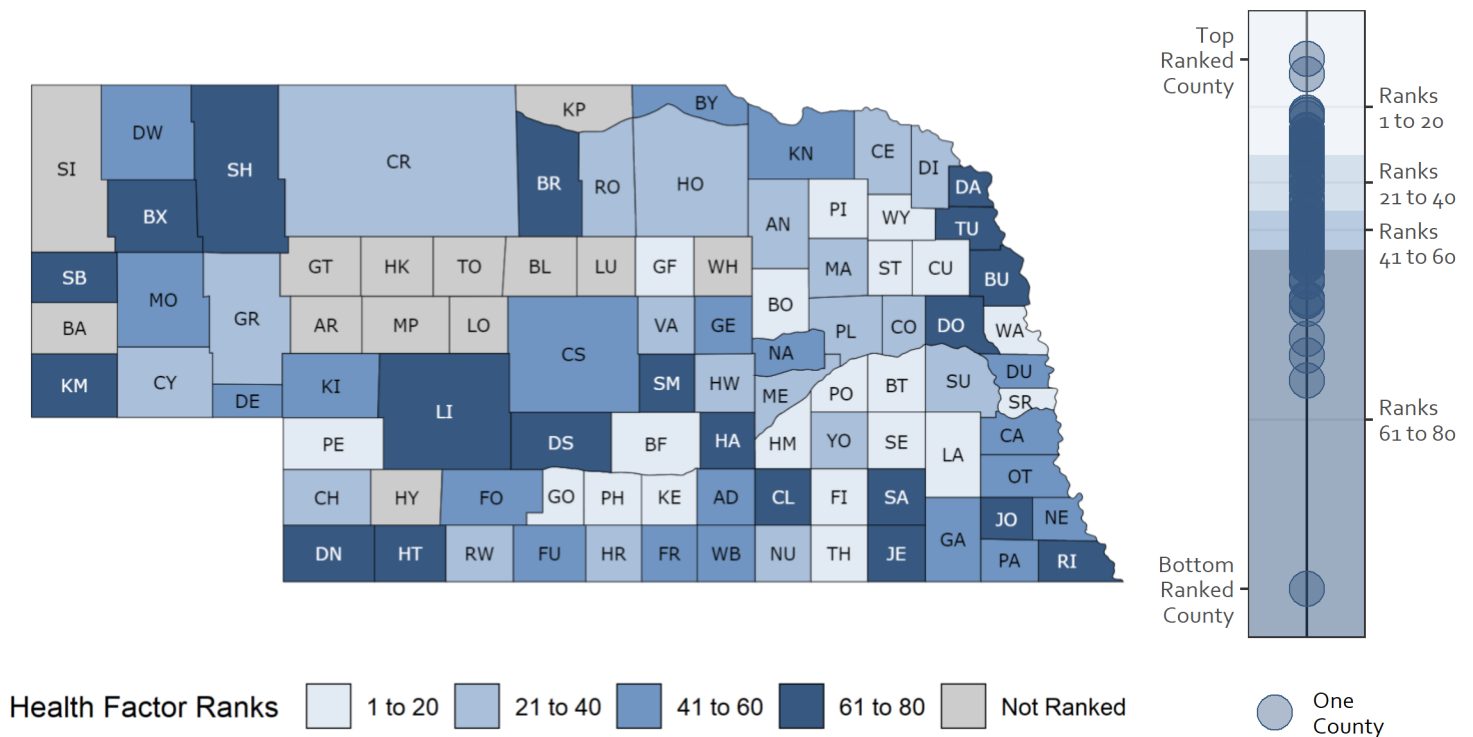 Top
Ranked
County
Ranks
1 to 20
Ranks
21 to 40
Ranks
41 to 60
Ranks
61 to 80
Bottom
Ranked
County
KP BY
DW
SI SH CR BR RO HO KN CE DI
DA
BX AN PI WY TU
GT HK TO BL LU GF WH MA ST CU BU
SB
MO GR BO
BA AR MP LO VA GE PL CO DO WA
CS NA
KM CY KI SM HW DU
DE LI ME PO BT SU SR
PE DS BF HA HM YO SE LA CA
CH HY FO GO PH KE AD CL FI SA OT
DN HT RW FU HR FR WB NU TH JE GA JO NE
PA RI
Health Factor Ranks 1 to 20 21 to 40 41 to 60 61 to 80 Not Ranked
One
County